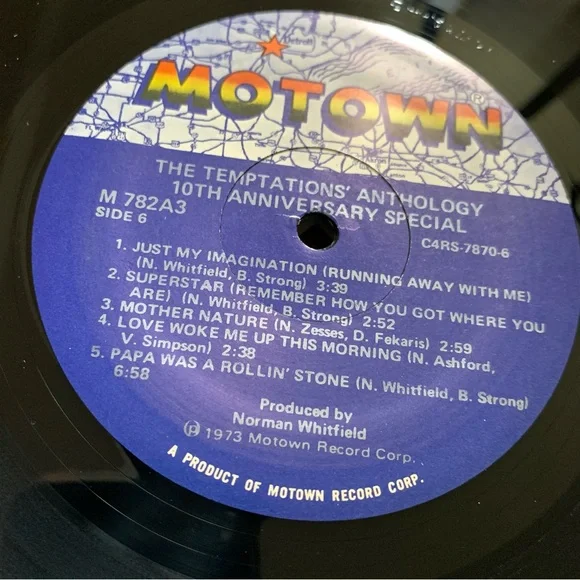 MOTOWN®
THE TEMPTATIONS' ANTHOLOGY
10TH ANNIVERSARY SPECIAL
M 782A3
SIDE 6
C4RS-7870-6
1. JUST MY IMAGINATION (RUNNING AWAY WITH ME)
(N. Whitfield, B. Strong) 3:39
2. SUPERSTAR (REMEMBER HOW YOU GOT WHERE YOU
ARE) (N. Whitfield, B. Strong) 2:52
3. MOTHER NATURE (N. Zesses, D. Fekaris) 2:59
4. LOVE WOKE ME UP THIS MORNING (N. Ashford,
V. Simpson) 2:38
5. PAPA WAS A ROLLIN' STONE (N. Whitfield, B. Strong)
6:58
Produced by
Norman Whitfield
℗ 1973 Motown Record Corp.
A PRODUCT OF MOTOWN RECORD CORP.